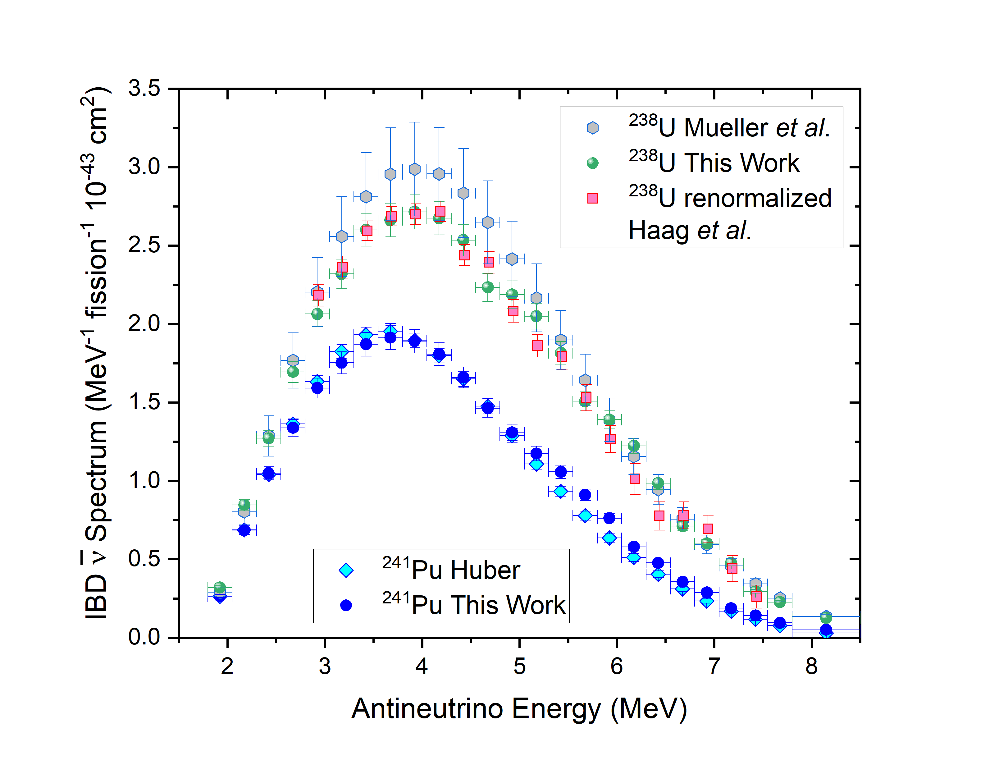 IBD ν̅ Spectrum (MeV⁻¹ fission⁻¹ 10⁻⁴³ cm²)
3.5
3.0
2.5
2.0
1.5
1.0
0.5
0.0
²³⁸U Mueller et al.
²³⁸U This Work
²³⁸U renormalized
Haag et al.
²⁴¹Pu Huber
²⁴¹Pu This Work
2 3 4 5 6 7 8
Antineutrino Energy (MeV)